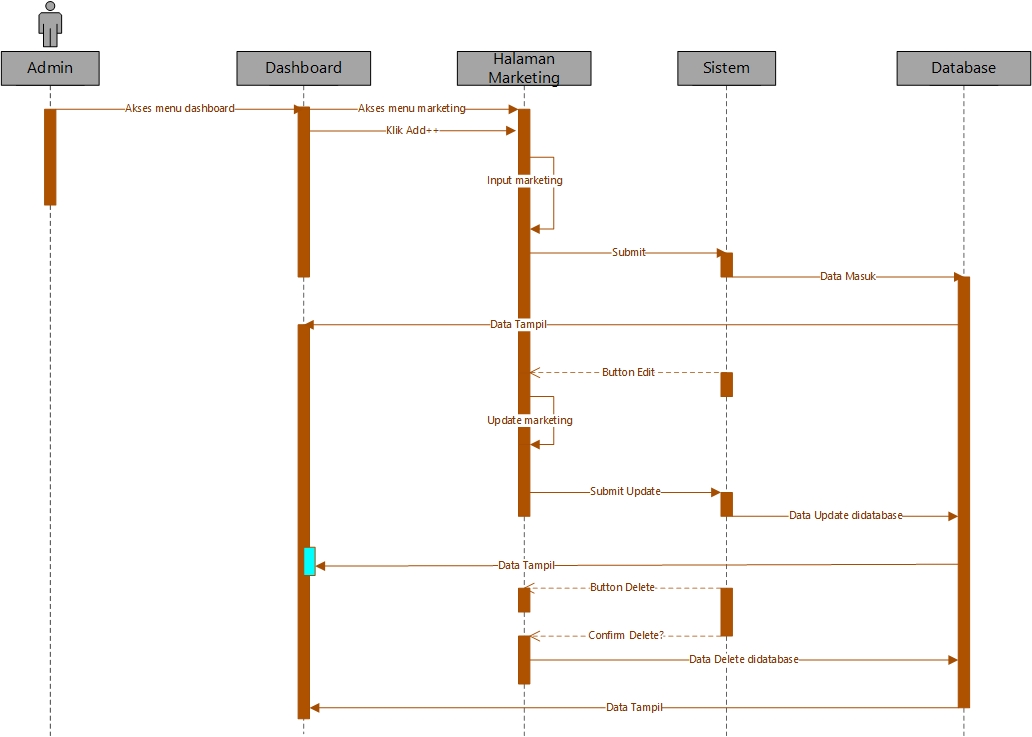 Admin
Dashboard
Halaman
Marketing
Sistem
Database
Akses menu dashboard
Akses menu marketing
Klik Add++
Input marketing
Submit
Data Masuk
Data Tampil
Button Edit
Update marketing
Submit Update
Data Update didatabase
Data Tampil
Button Delete
Confirm Delete?
Data Delete didatabase
Data Tampil